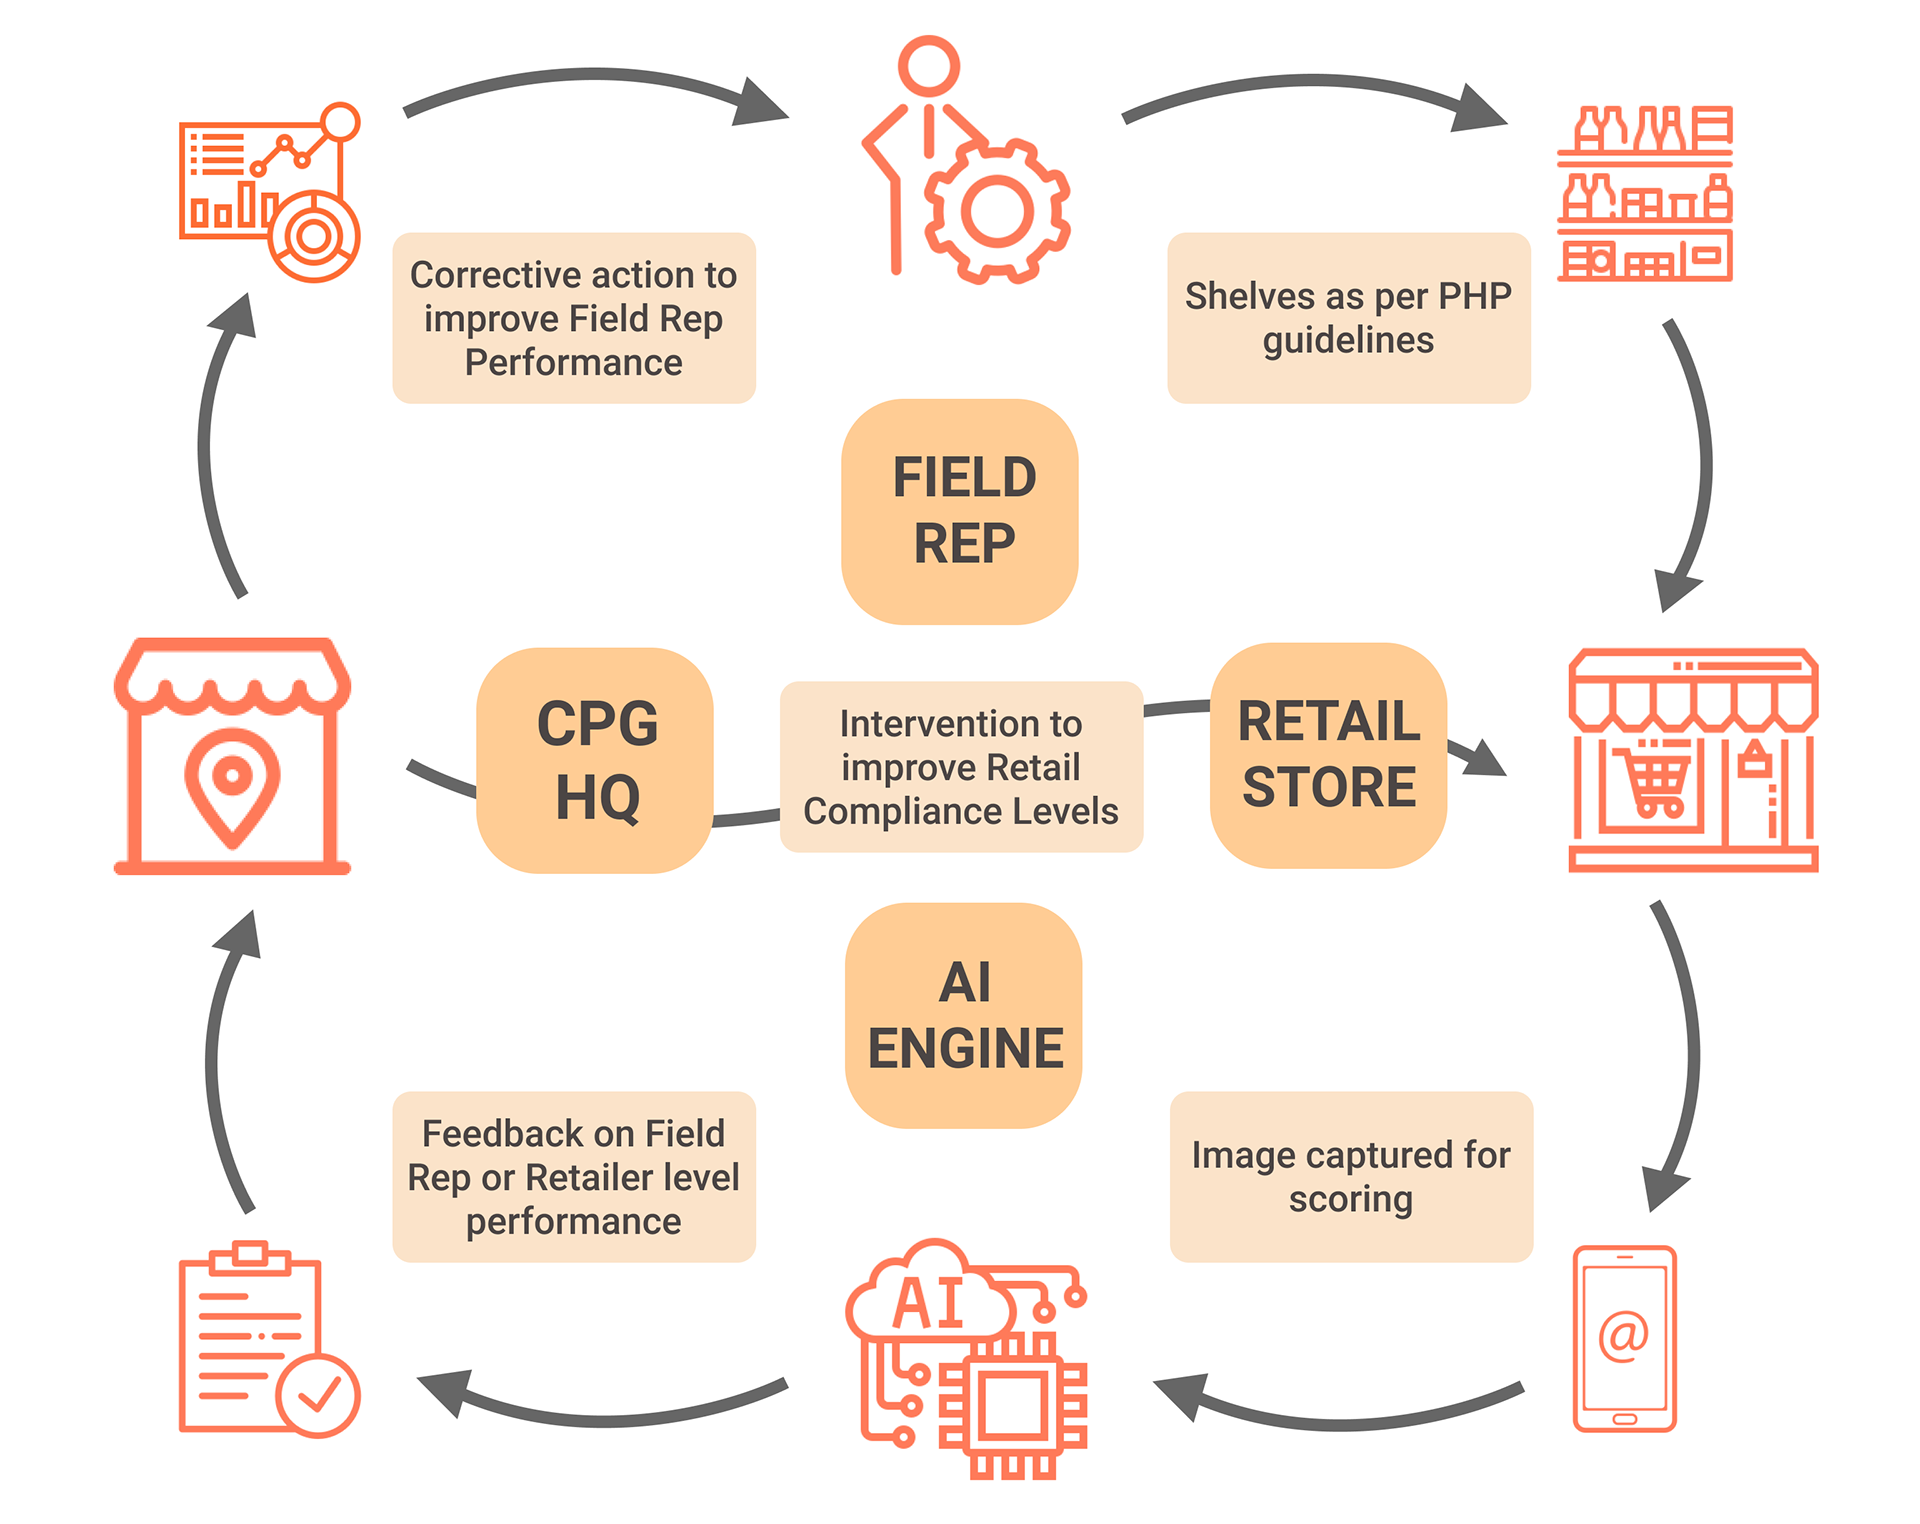 Corrective action to
improve Field Rep
Performance
Shelves as per PHP
guidelines
FIELD
REP
CPG
HQ
Intervention to
improve Retail
Compliance Levels
RETAIL
STORE
AI
ENGINE
Feedback on Field
Rep or Retailer level
performance
Image captured for
scoring
AI
@